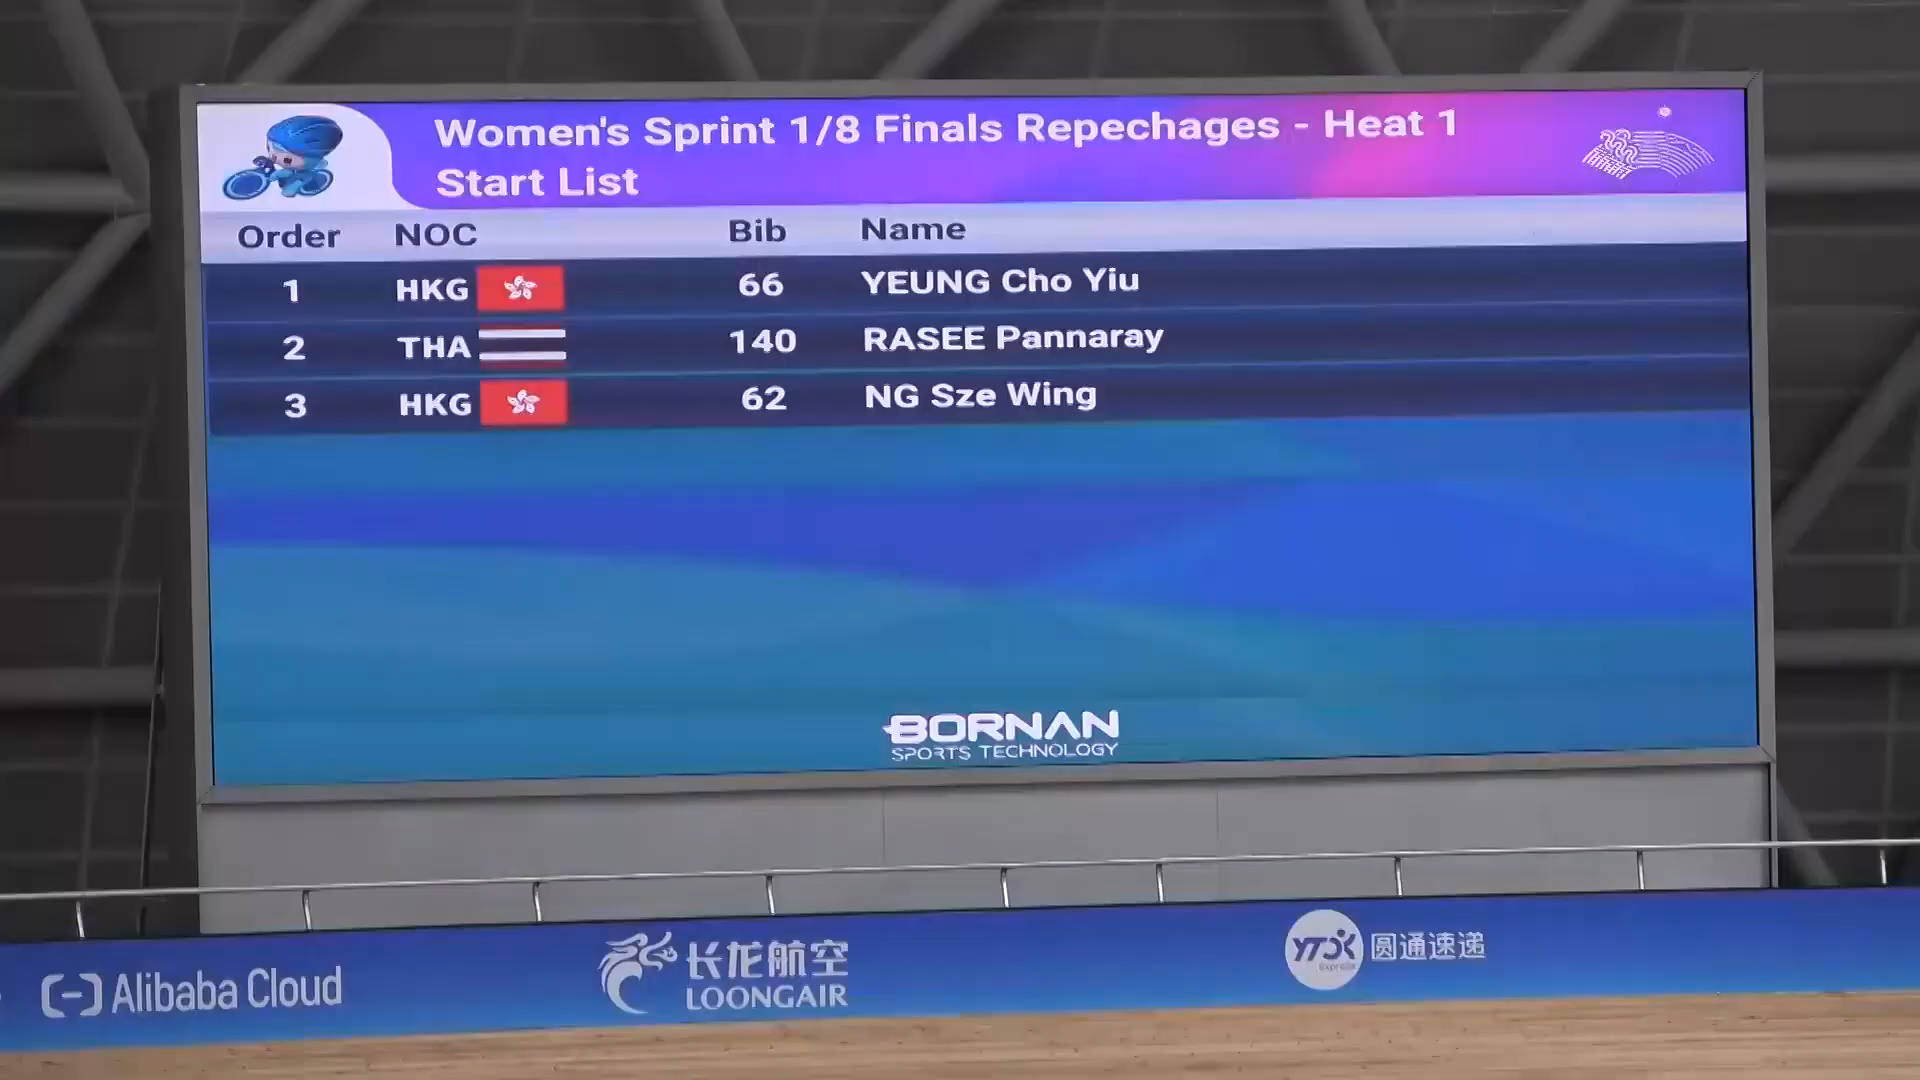 Women's Sprint 1/8 Finals Repechages - Heat 1
Start List
Order NOC Bib Name
1 HKG 66 YEUNG Cho Yiu
2 THA 140 RASEE Pannaray
3 HKG 62 NG Sze Wing
BORNAN
SPORTS TECHNOLOGY
Alibaba Cloud
长龙航空
LOONGAIR
YTO express 圆通速递